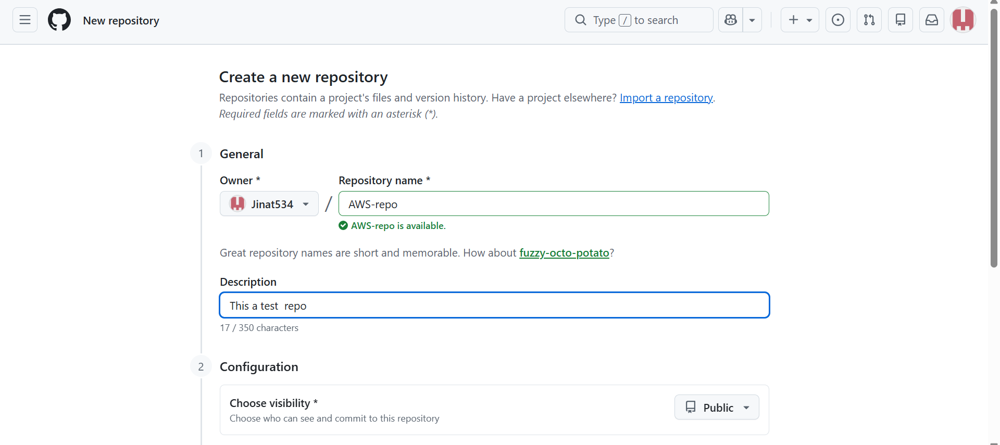 New repository
Type / to search
Create a new repository
Repositories contain a project's files and version history. Have a project elsewhere? Import a repository.
Required fields are marked with an asterisk (*).
1 General
Owner * Repository name *
Jinat534 / AWS-repo
AWS-repo is available.
Great repository names are short and memorable. How about fuzzy-octo-potato?
Description
This a test  repo
17 / 350 characters
2 Configuration
Choose visibility *
Choose who can see and commit to this repository
Public